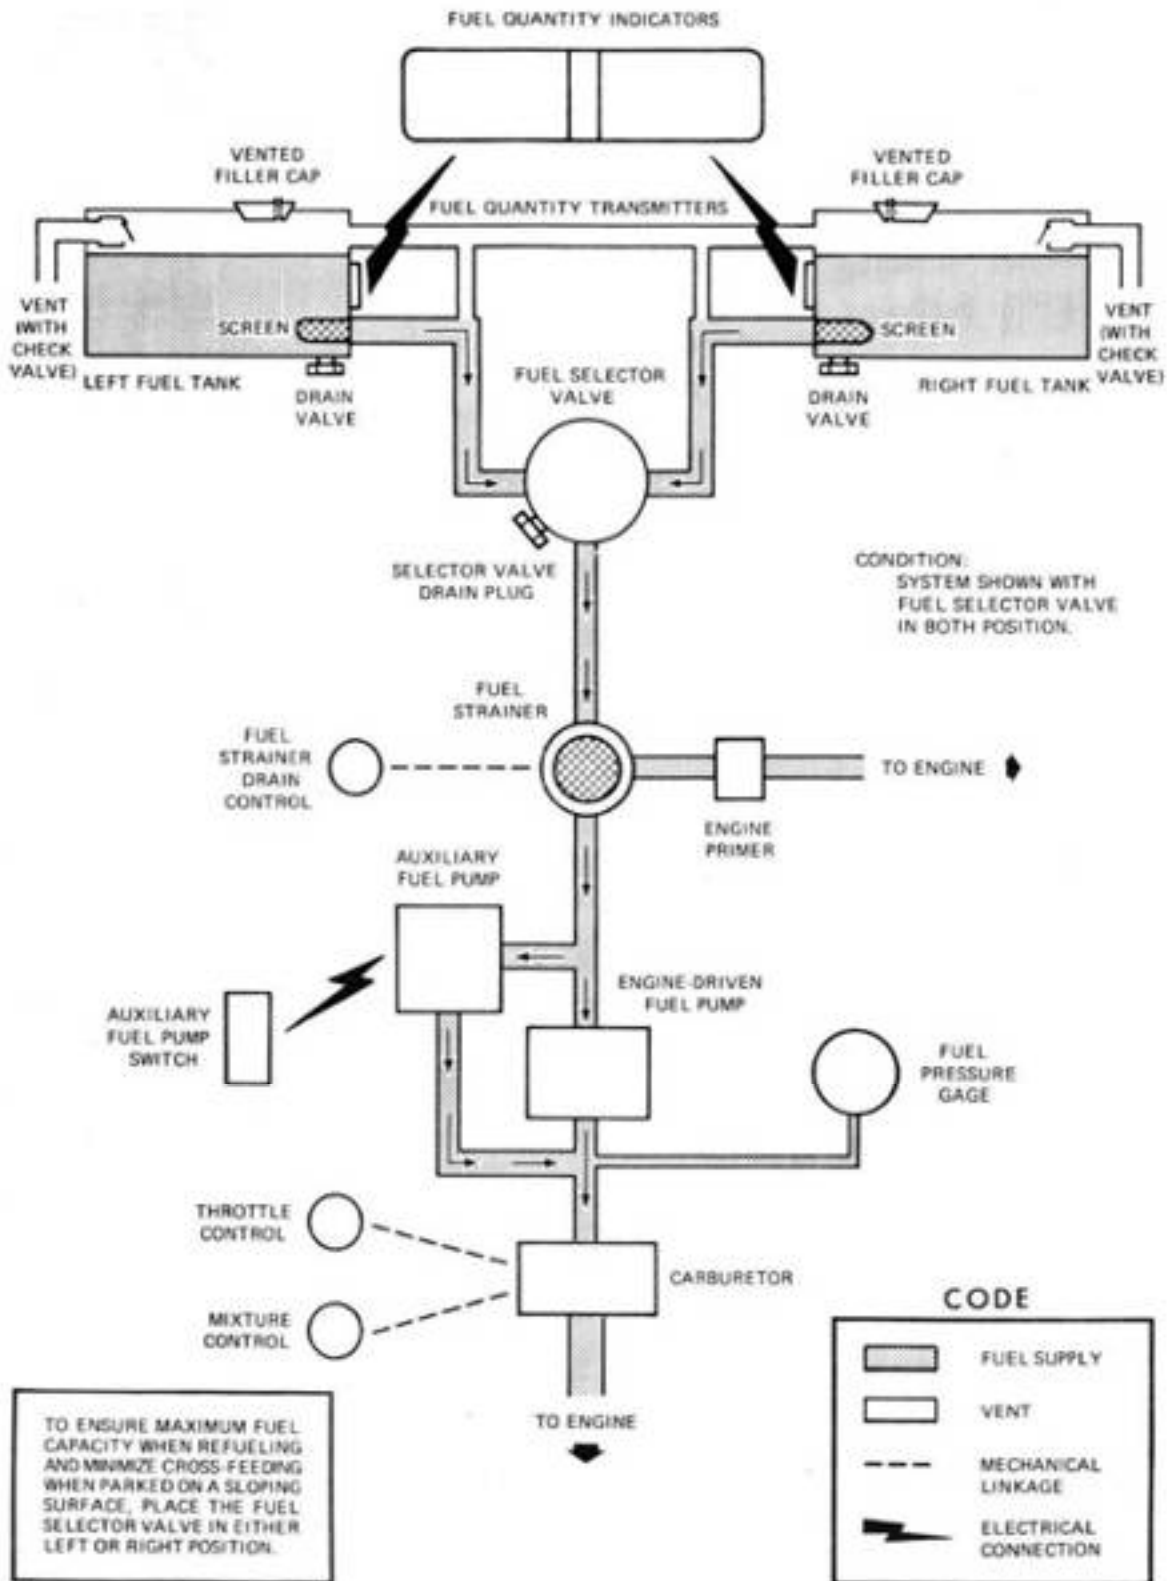 FUEL QUANTITY INDICATORS
VENTED
FILLER CAP
VENTED
FILLER CAP
FUEL QUANTITY TRANSMITTERS
VENT
(WITH
CHECK
VALVE)
SCREEN
SCREEN
VENT
(WITH
CHECK
VALVE)
LEFT FUEL TANK
FUEL SELECTOR
VALVE
RIGHT FUEL TANK
DRAIN
VALVE
DRAIN
VALVE
SELECTOR VALVE
DRAIN PLUG
CONDITION:
SYSTEM SHOWN WITH
FUEL SELECTOR VALVE
IN BOTH POSITION.
FUEL
STRAINER
FUEL
STRAINER
DRAIN
CONTROL
TO ENGINE
ENGINE
PRIMER
AUXILIARY
FUEL PUMP
ENGINE-DRIVEN
FUEL PUMP
AUXILIARY
FUEL PUMP
SWITCH
FUEL
PRESSURE
GAGE
THROTTLE
CONTROL
CARBURETOR
MIXTURE
CONTROL
TO ENGINE
CODE
FUEL SUPPLY
VENT
MECHANICAL
LINKAGE
ELECTRICAL
CONNECTION
TO ENSURE MAXIMUM FUEL
CAPACITY WHEN REFUELING
AND MINIMIZE CROSS-FEEDING
WHEN PARKED ON A SLOPING
SURFACE, PLACE THE FUEL
SELECTOR VALVE IN EITHER
LEFT OR RIGHT POSITION.